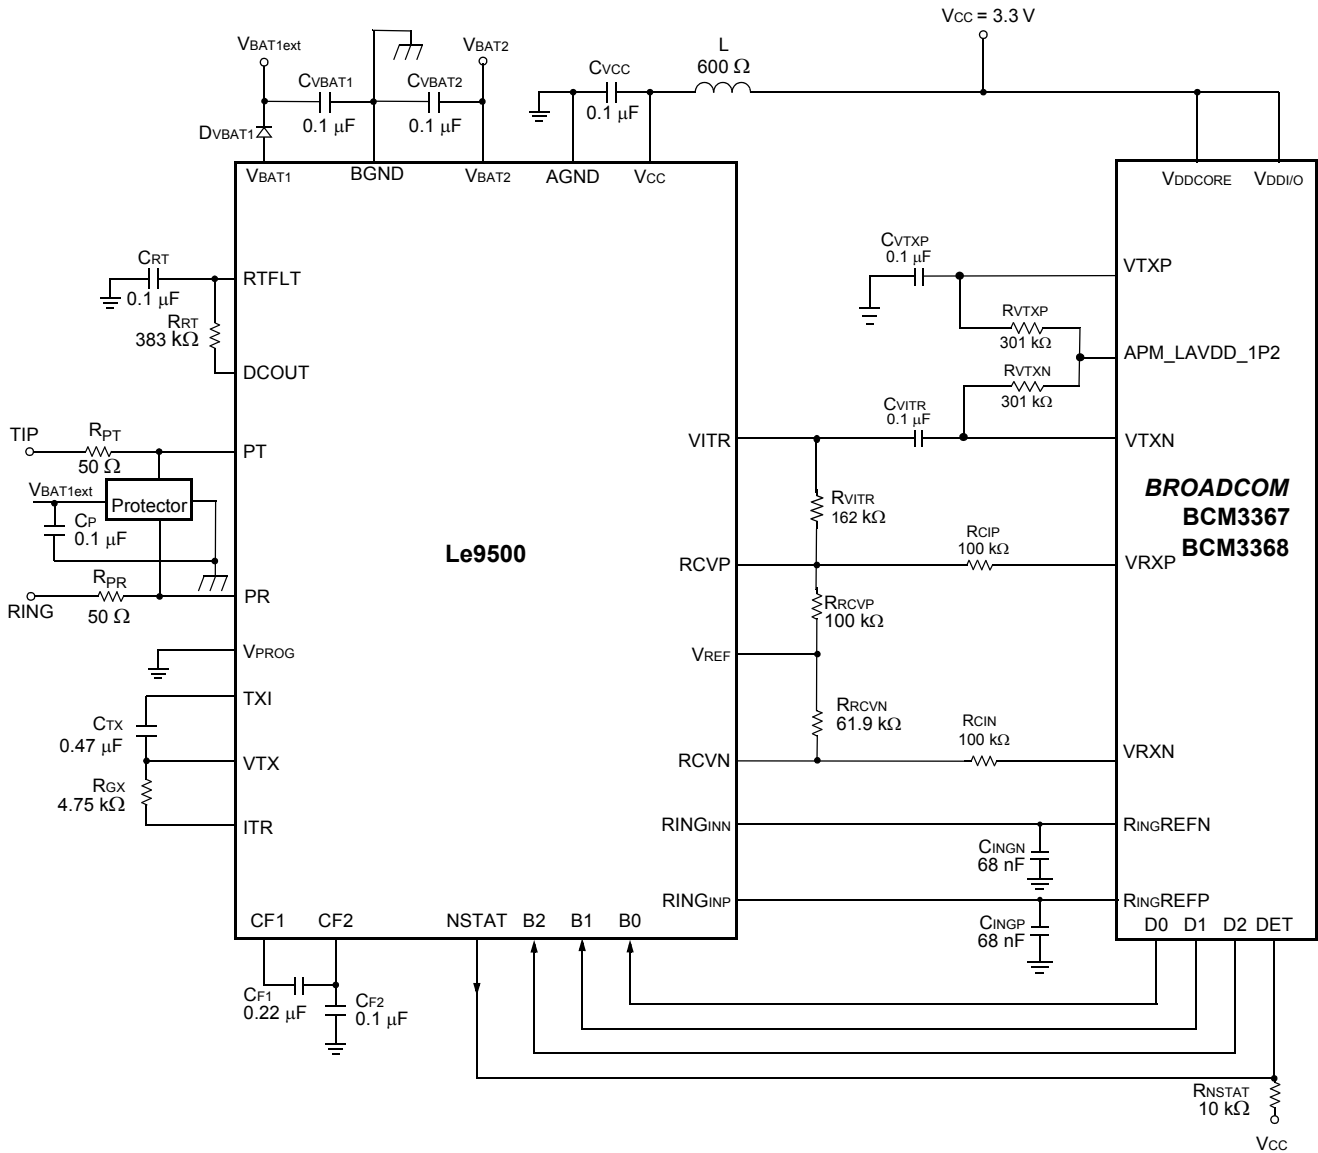 VCC = 3.3 V
VBAT1ext
VBAT2
L
600 Ω
CVBAT1
0.1 μF
CVBAT2
0.1 μF
CVCC
0.1 μF
DVBAT1
VBAT1
BGND
VBAT2
AGND
VCC
VDDCORE
VDDI/O
CRT
0.1 μF
RTFLT
RRT
383 kΩ
DCOUT
CVTXP
0.1 μF
VTXP
RVTXP
301 kΩ
APM_LAVDD_1P2
RVTXN
301 kΩ
CVITR
0.1 μF
VITR
VTXN
TIP
RPT
50 Ω
PT
VBAT1ext
Protector
CP
0.1 μF
RPR
50 Ω
RING
PR
Le9500
BROADCOM
BCM3367
BCM3368
RVITR
162 kΩ
RCVP
RCIP
100 kΩ
VRXP
RRCVP
100 kΩ
VPROG
VREF
TXI
CTX
0.47 μF
VTX
RRCVN
61.9 kΩ
RCIN
100 kΩ
RCVN
VRXN
RGX
4.75 kΩ
ITR
RINGINN
RINGREFN
CINGN
68 nF
RINGINP
RINGREFP
CINGP
68 nF
CF1
CF2
NSTAT
B2
B1
B0
D0
D1
D2
DET
CF1
0.22 μF
CF2
0.1 μF
RNSTAT
10 kΩ
VCC